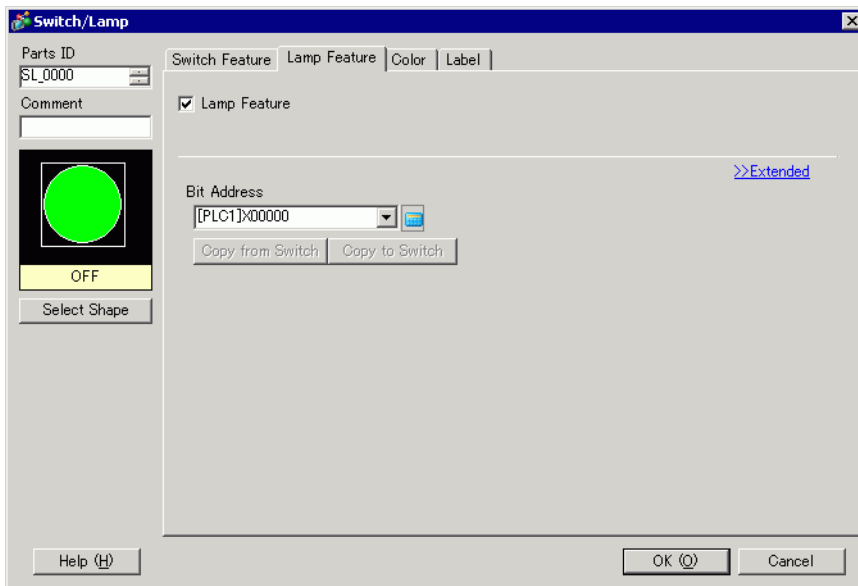 Switch/Lamp
Parts ID
SL_0000
Comment
OFF
Select Shape
Switch Feature Lamp Feature Color Label
Lamp Feature
>>Extended
Bit Address
[PLC1]X00000
Copy from Switch Copy to Switch
Help (H) OK (O) Cancel